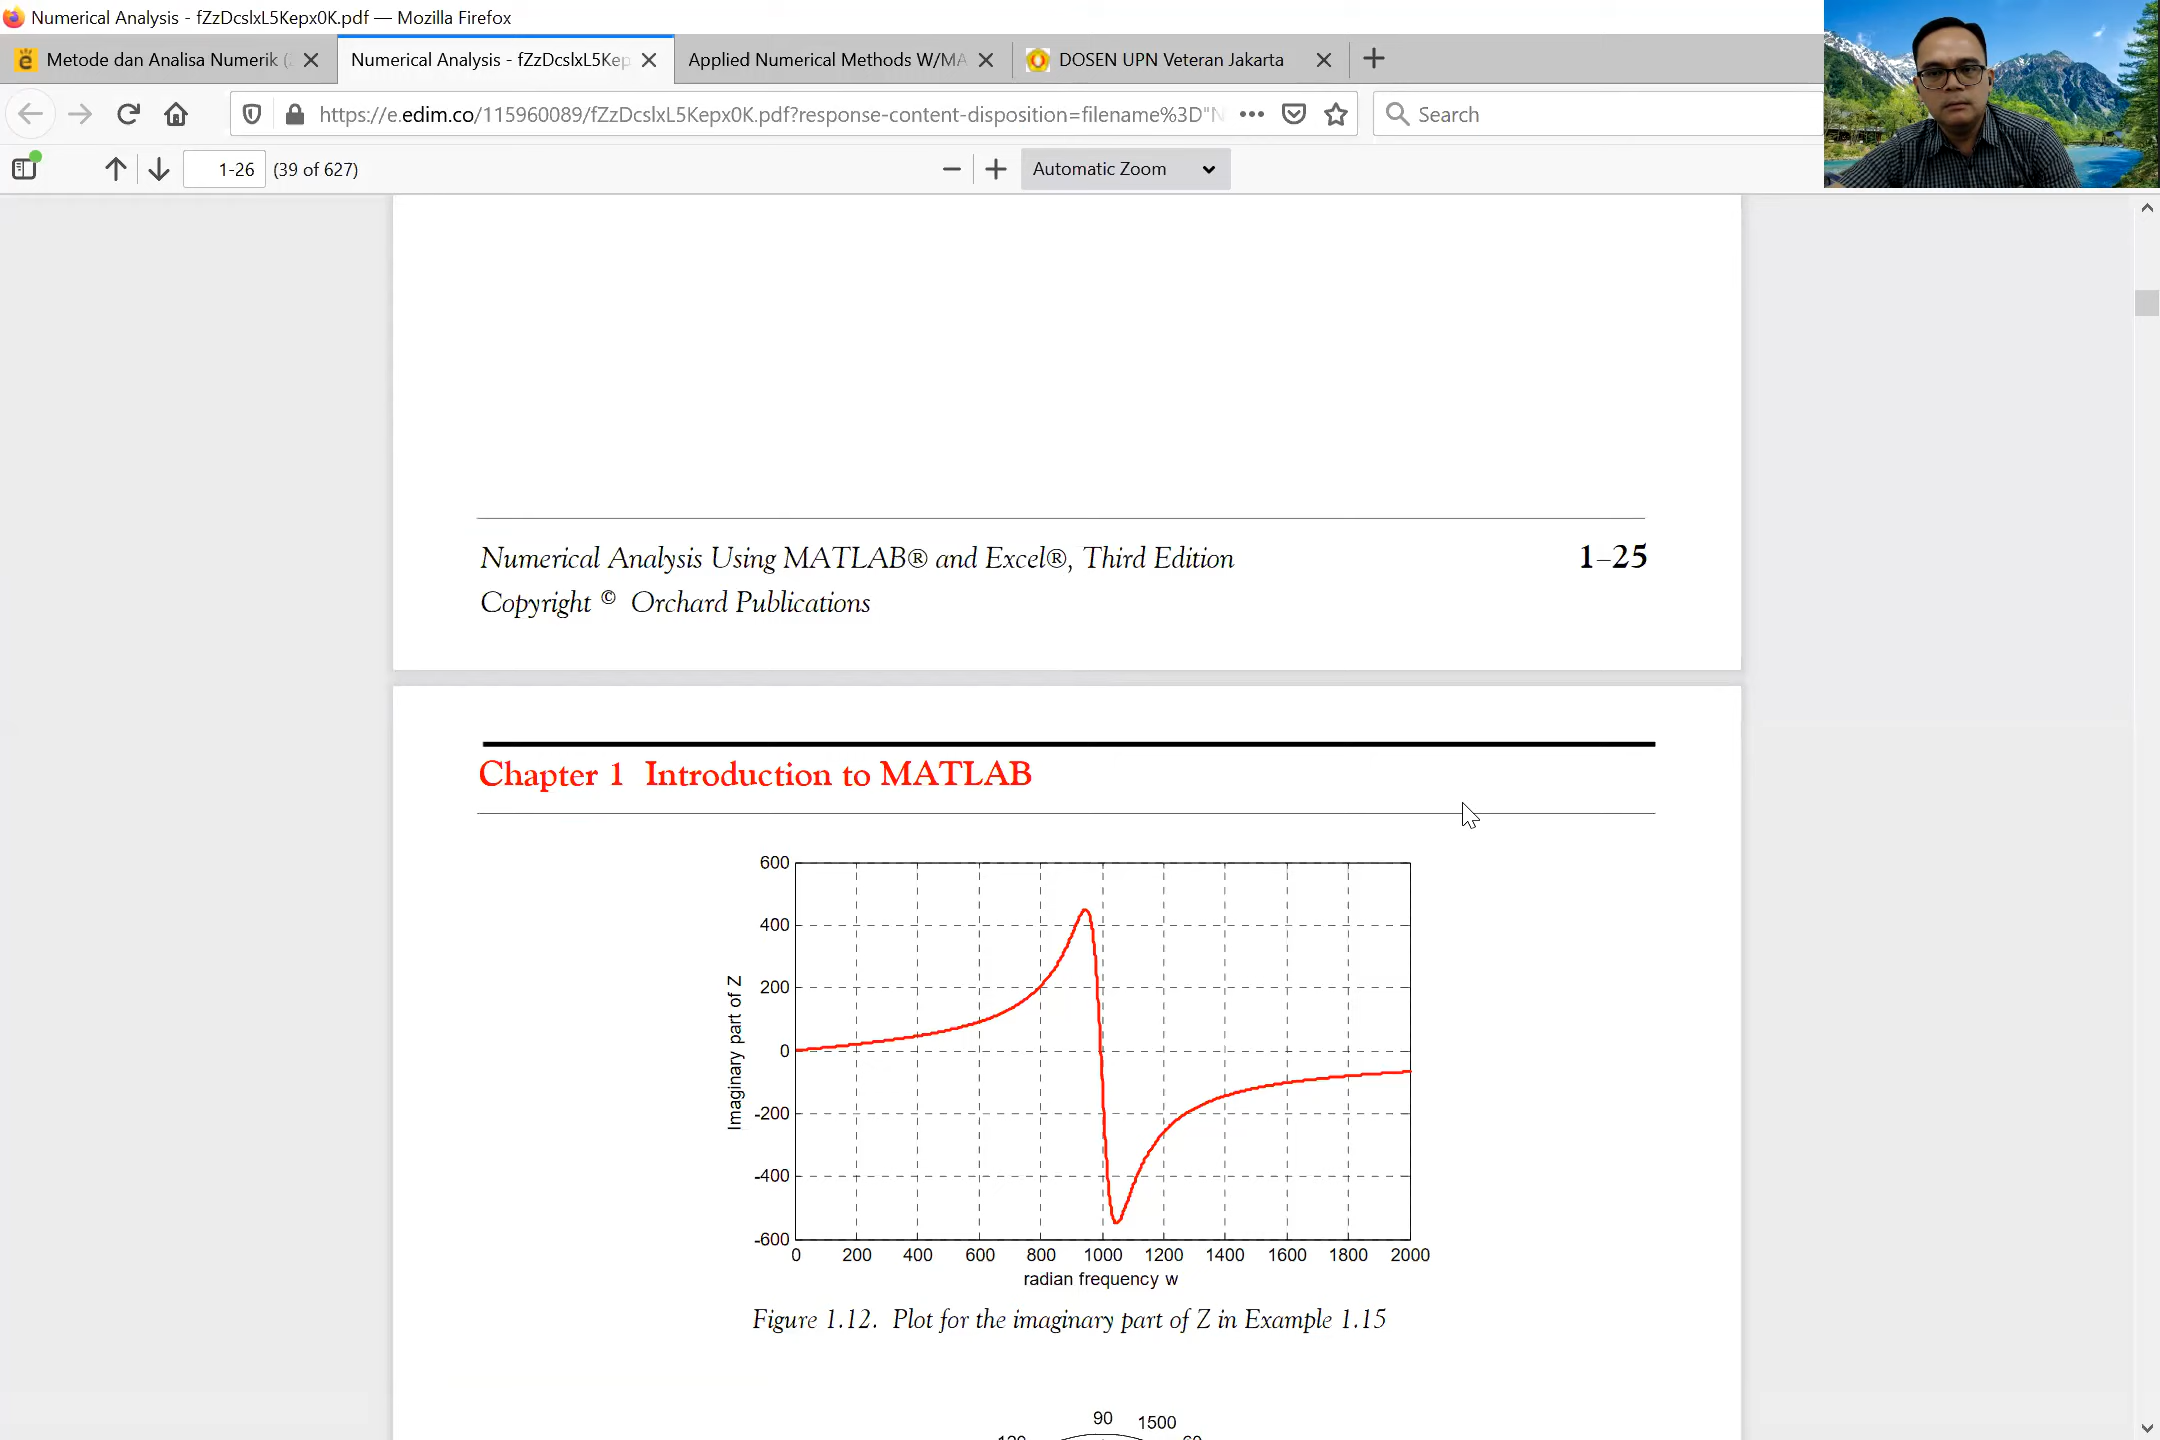 Numerical Analysis - fZzDcslxL5Kepx0K.pdf — Mozilla Firefox
Metode dan Analisa Numerik (
Numerical Analysis - fZzDcslxL5Kep
Applied Numerical Methods W/MA
DOSEN UPN Veteran Jakarta
https://e.edim.co/115960089/fZzDcslxL5Kepx0K.pdf?response-content-disposition=filename%3D"N
Search
1-26 (39 of 627)
Automatic Zoom
Numerical Analysis Using MATLAB® and Excel®, Third Edition 1–25
Copyright © Orchard Publications
Chapter 1 Introduction to MATLAB
600
400
200
0
-200
-400
-600
Imaginary part of Z
0 200 400 600 800 1000 1200 1400 1600 1800 2000
radian frequency w
Figure 1.12. Plot for the imaginary part of Z in Example 1.15
90 1500